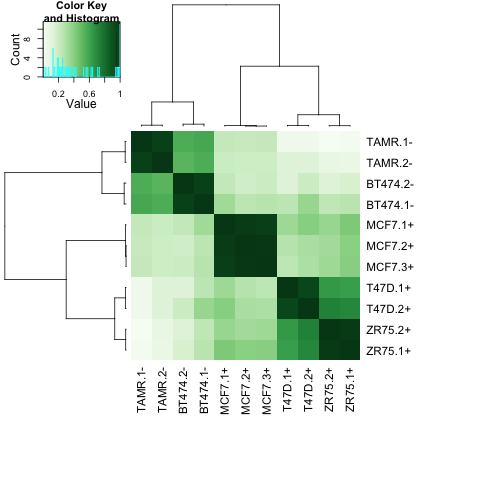 Color Key
and Histogram
Count
0 4 8
0.2 0.6 1
Value
TAMR.1-
TAMR.2-
BT474.2-
BT474.1-
MCF7.1+
MCF7.2+
MCF7.3+
T47D.1+
T47D.2+
ZR75.2+
ZR75.1+
TAMR.1-
TAMR.2-
BT474.2-
BT474.1-
MCF7.1+
MCF7.2+
MCF7.3+
T47D.1+
T47D.2+
ZR75.2+
ZR75.1+